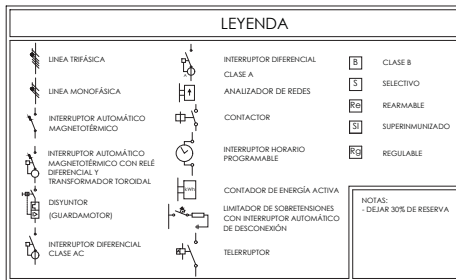 LEYENDA
LINEA TRIFÁSICA
LINEA MONOFÁSICA
INTERRUPTOR AUTOMÁTICO
MAGNETOTÉRMICO
INTERRUPTOR AUTOMÁTICO
MAGNETOTÉRMICO CON RELÉ
DIFERENCIAL Y
TRANSFORMADOR TOROIDAL
DISYUNTOR
(GUARDAMOTOR)
INTERRUPTOR DIFERENCIAL
CLASE AC
INTERRUPTOR DIFERENCIAL
CLASE A
ANALIZADOR DE REDES
CONTACTOR
INTERRUPTOR HORARIO
PROGRAMABLE
CONTADOR DE ENERGÍA ACTIVA
LIMITADOR DE SOBRETENSIONES
CON INTERRUPTOR AUTOMÁTICO
DE DESCONEXIÓN
TELERRUPTOR
B CLASE B
S SELECTIVO
Re REARMABLE
SI SUPERINMUNIZADO
Rg REGULABLE
NOTAS:
- DEJAR 30% DE RESERVA